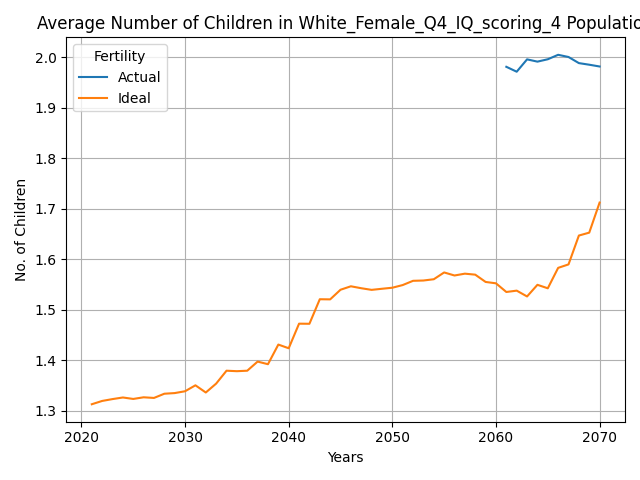 Average Number of Children in White_Female_Q4_IQ_scoring_4 Populatio
Fertility
Actual
Ideal
No. of Children
2.0
1.9
1.8
1.7
1.6
1.5
1.4
1.3
2020 2030 2040 2050 2060 2070
Years